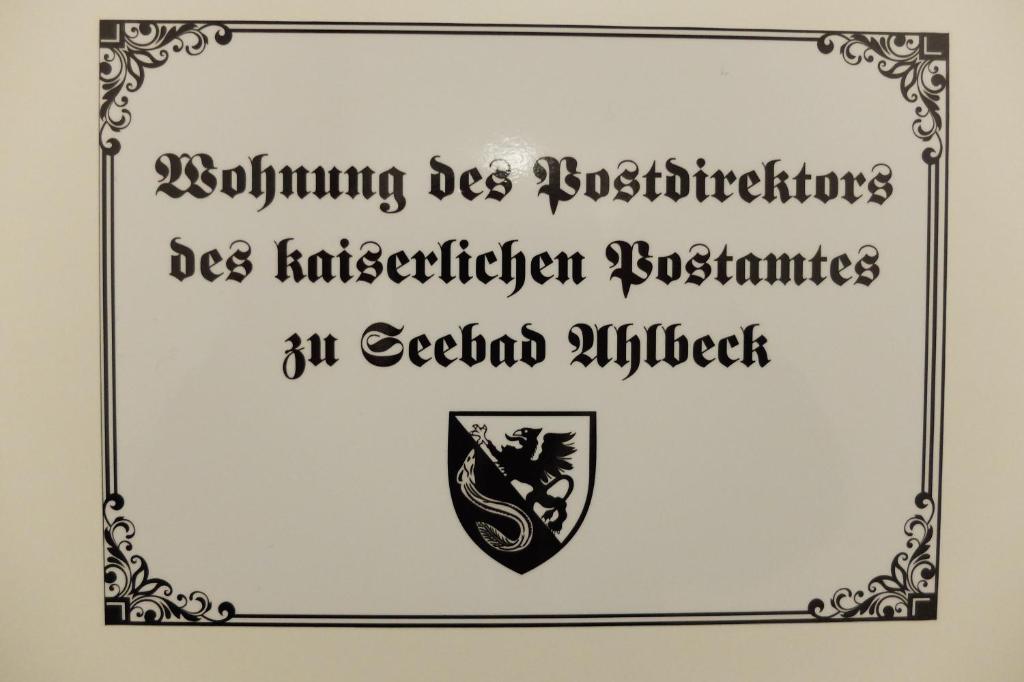 Wohnung des Postdirektors
des kaiserlichen Postamtes
zu Seebad Ahlbeck